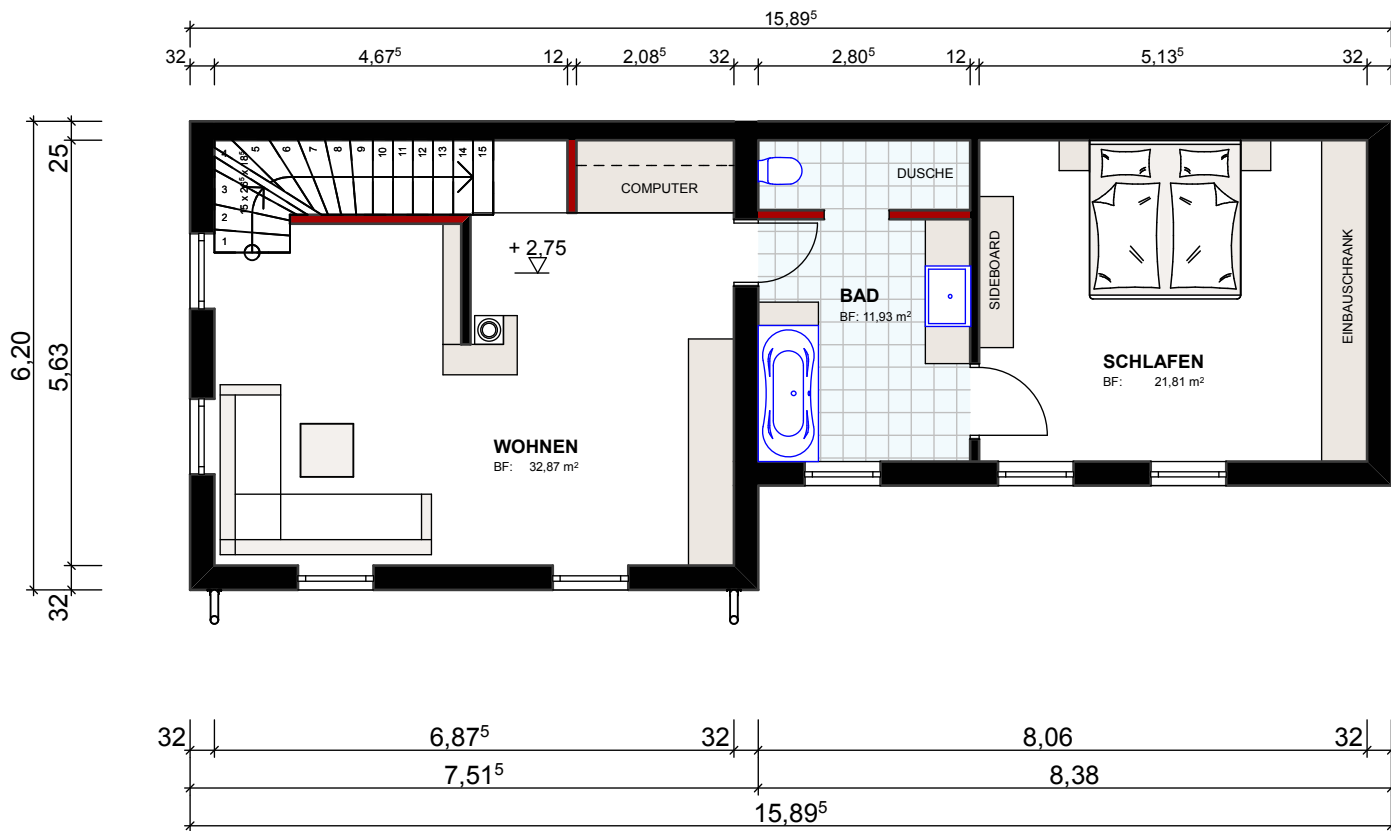 15,89⁵
32 4,67⁵ 12 2,08⁵ 32 2,80⁵ 12 5,13⁵ 32
25
6,20
5,63
32
1
2
3
4
5
6
7
8
9
10
11
12
13
14
15
COMPUTER
+ 2,75
WOHNEN
BF: 32,87 m²
DUSCHE
BAD
BF: 11,93 m²
SIDEBOARD
SCHLAFEN
BF: 21,81 m²
EINBAUSCHRANK
32 6,87⁵ 32 8,06 32
7,51⁵ 8,38
15,89⁵